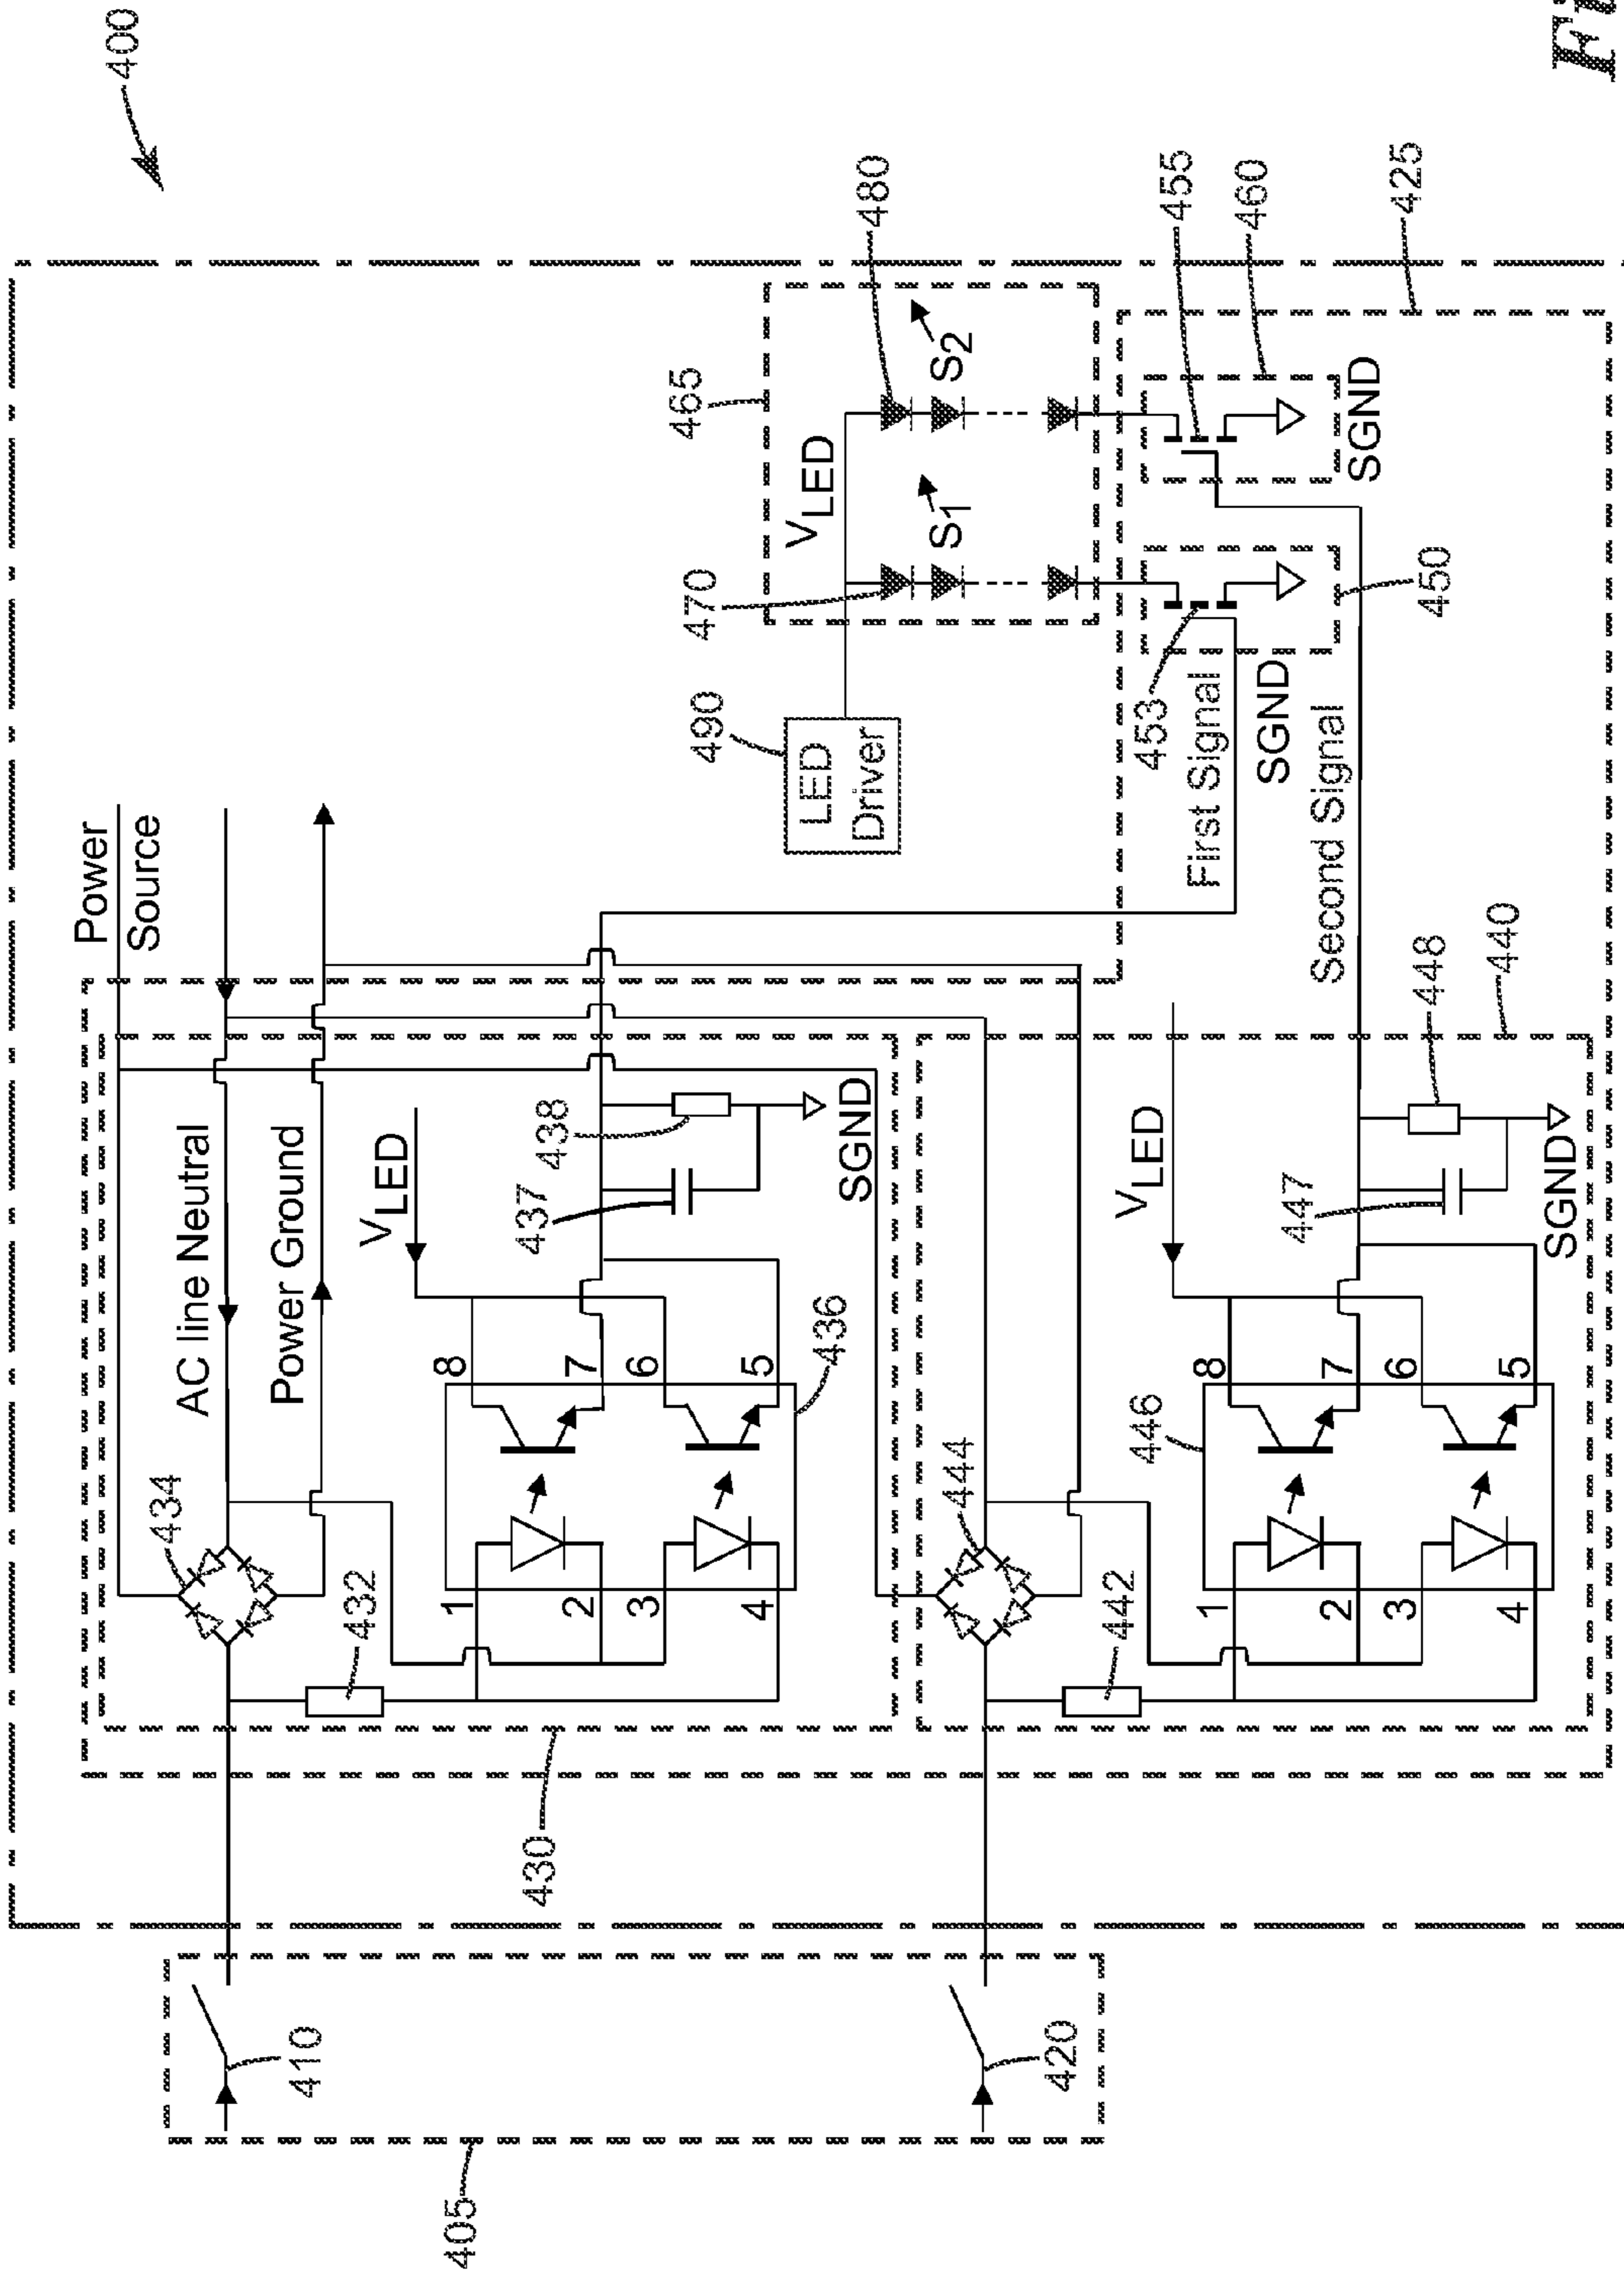 400
Power
Source
AC line Neutral
Power Ground
434
432
V LED
8
7
6
5
1
2
3
4
436
437
438
SGND
430
410
405
420
444
442
V LED
446
8
7
6
5
1
2
3
4
447
448
SGND
440
Second Signal
First Signal
SGND
453
450
490
LED
Driver
470
465
V LED
S1
S2
480
455
460
SGND
425